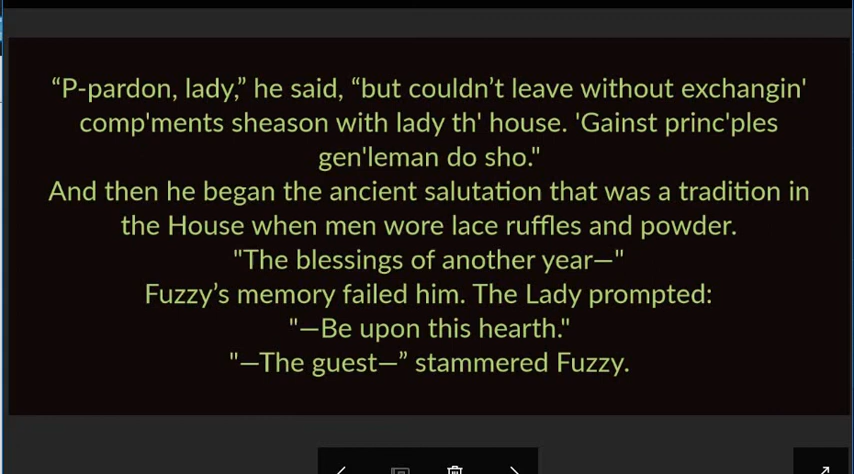 “P-pardon, lady,” he said, “but couldn’t leave without exchangin'
comp'ments sheason with lady th' house. 'Gainst princ'ples
gen'leman do sho."
And then he began the ancient salutation that was a tradition in
the House when men wore lace ruffles and powder.
"The blessings of another year—"
Fuzzy’s memory failed him. The Lady prompted:
"—Be upon this hearth."
"—The guest—” stammered Fuzzy.